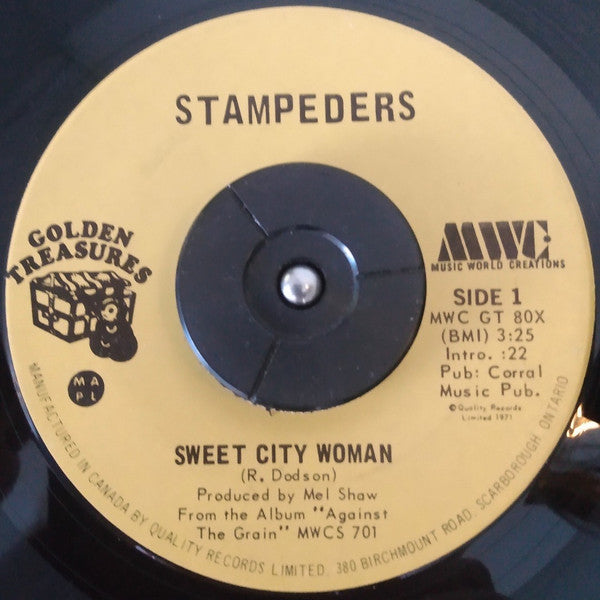 STAMPEDERS
GOLDEN
TREASURES
M A
P L
MWC
MUSIC WORLD CREATIONS
SIDE 1
MWC GT 80X
(BMI) 3:25
Intro. :22
Pub: Corral
Music Pub.
©Quality Records
Limited 1971
SWEET CITY WOMAN
(R. Dodson)
Produced by Mel Shaw
From the Album "Against
The Grain" MWCS 701
MANUFACTURED IN CANADA BY QUALITY RECORDS LIMITED. 380 BIRCHMOUNT ROAD. SCARBOROUGH ONTARIO